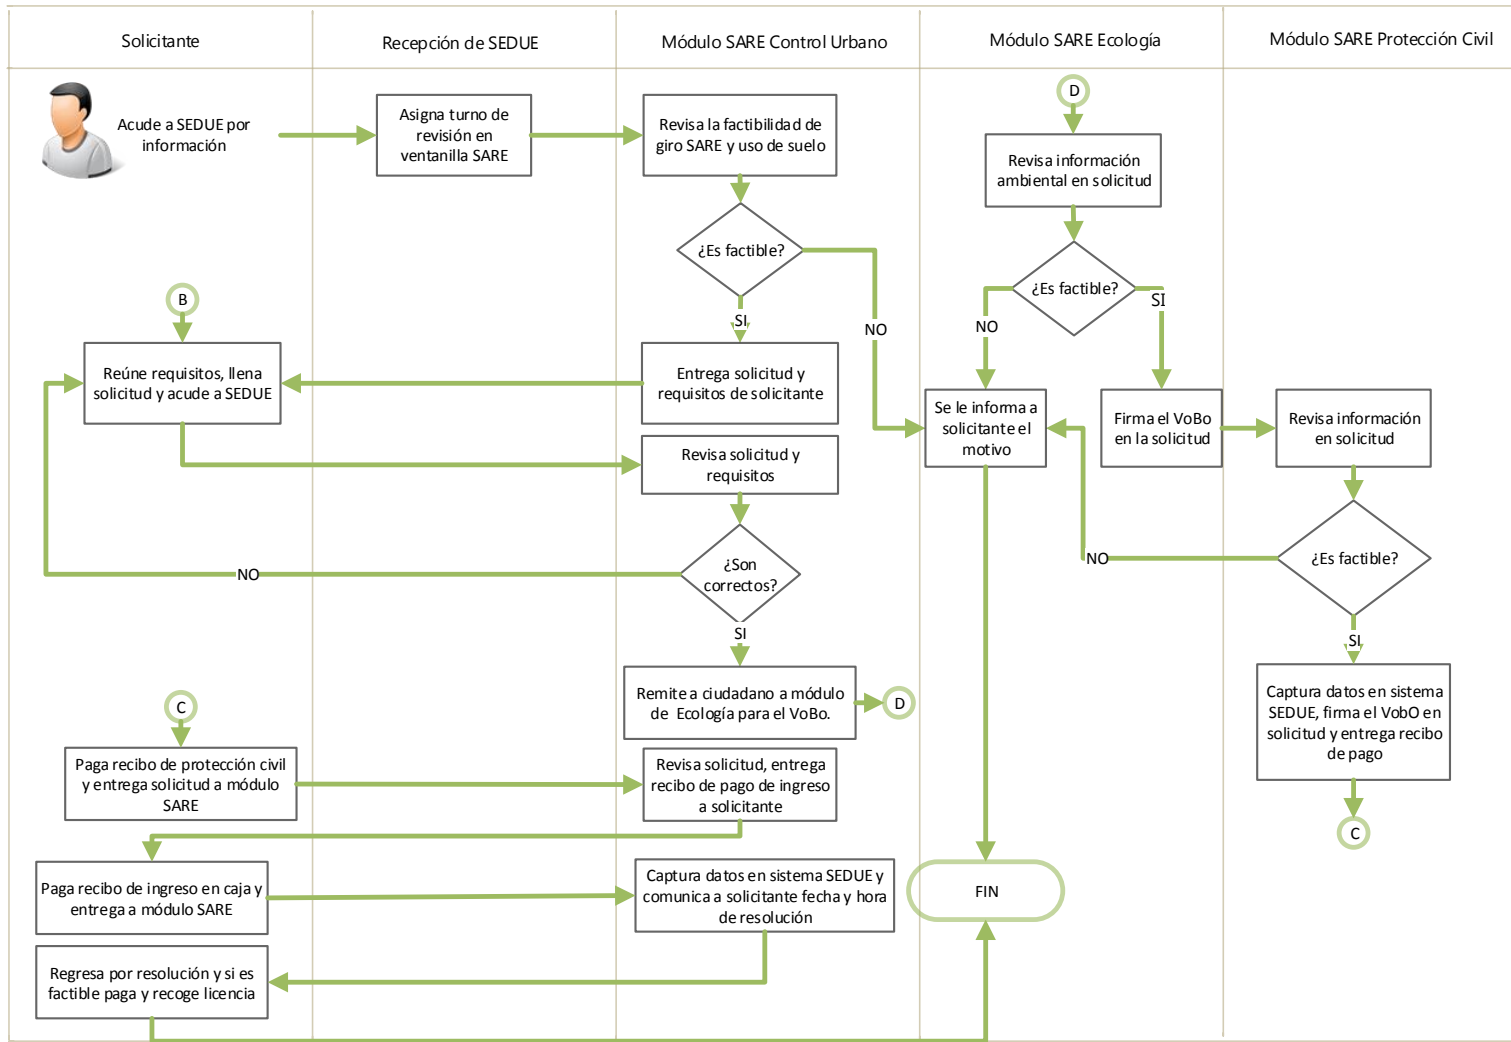 Solicitante
Recepción de SEDUE
Módulo SARE Control Urbano
Módulo SARE Ecología
Módulo SARE Protección Civil
Acude a SEDUE por
información
Asigna turno de
revisión en
ventanilla SARE
Revisa la factibilidad de
giro SARE y uso de suelo
D
Revisa información
ambiental en solicitud
¿Es factible?
NO
SI
¿Es factible?
NO
SI
B
Reúne requisitos, llena
solicitud y acude a SEDUE
Entrega solicitud y
requisitos de solicitante
Se le informa a
solicitante el
motivo
Firma el VoBo
en la solicitud
Revisa información
en solicitud
Revisa solicitud y
requisitos
¿Son
correctos?
NO
SI
¿Es factible?
NO
SI
Remite a ciudadano a módulo
de Ecología para el VoBo.
D
Captura datos en sistema
SEDUE, firma el VobO en
solicitud y entrega recibo
de pago
C
C
Paga recibo de protección civil
y entrega solicitud a módulo
SARE
Revisa solicitud, entrega
recibo de pago de ingreso
a solicitante
Paga recibo de ingreso en caja y
entrega a módulo SARE
Captura datos en sistema SEDUE y
comunica a solicitante fecha y hora
de resolución
FIN
Regresa por resolución y si es
factible paga y recoge licencia